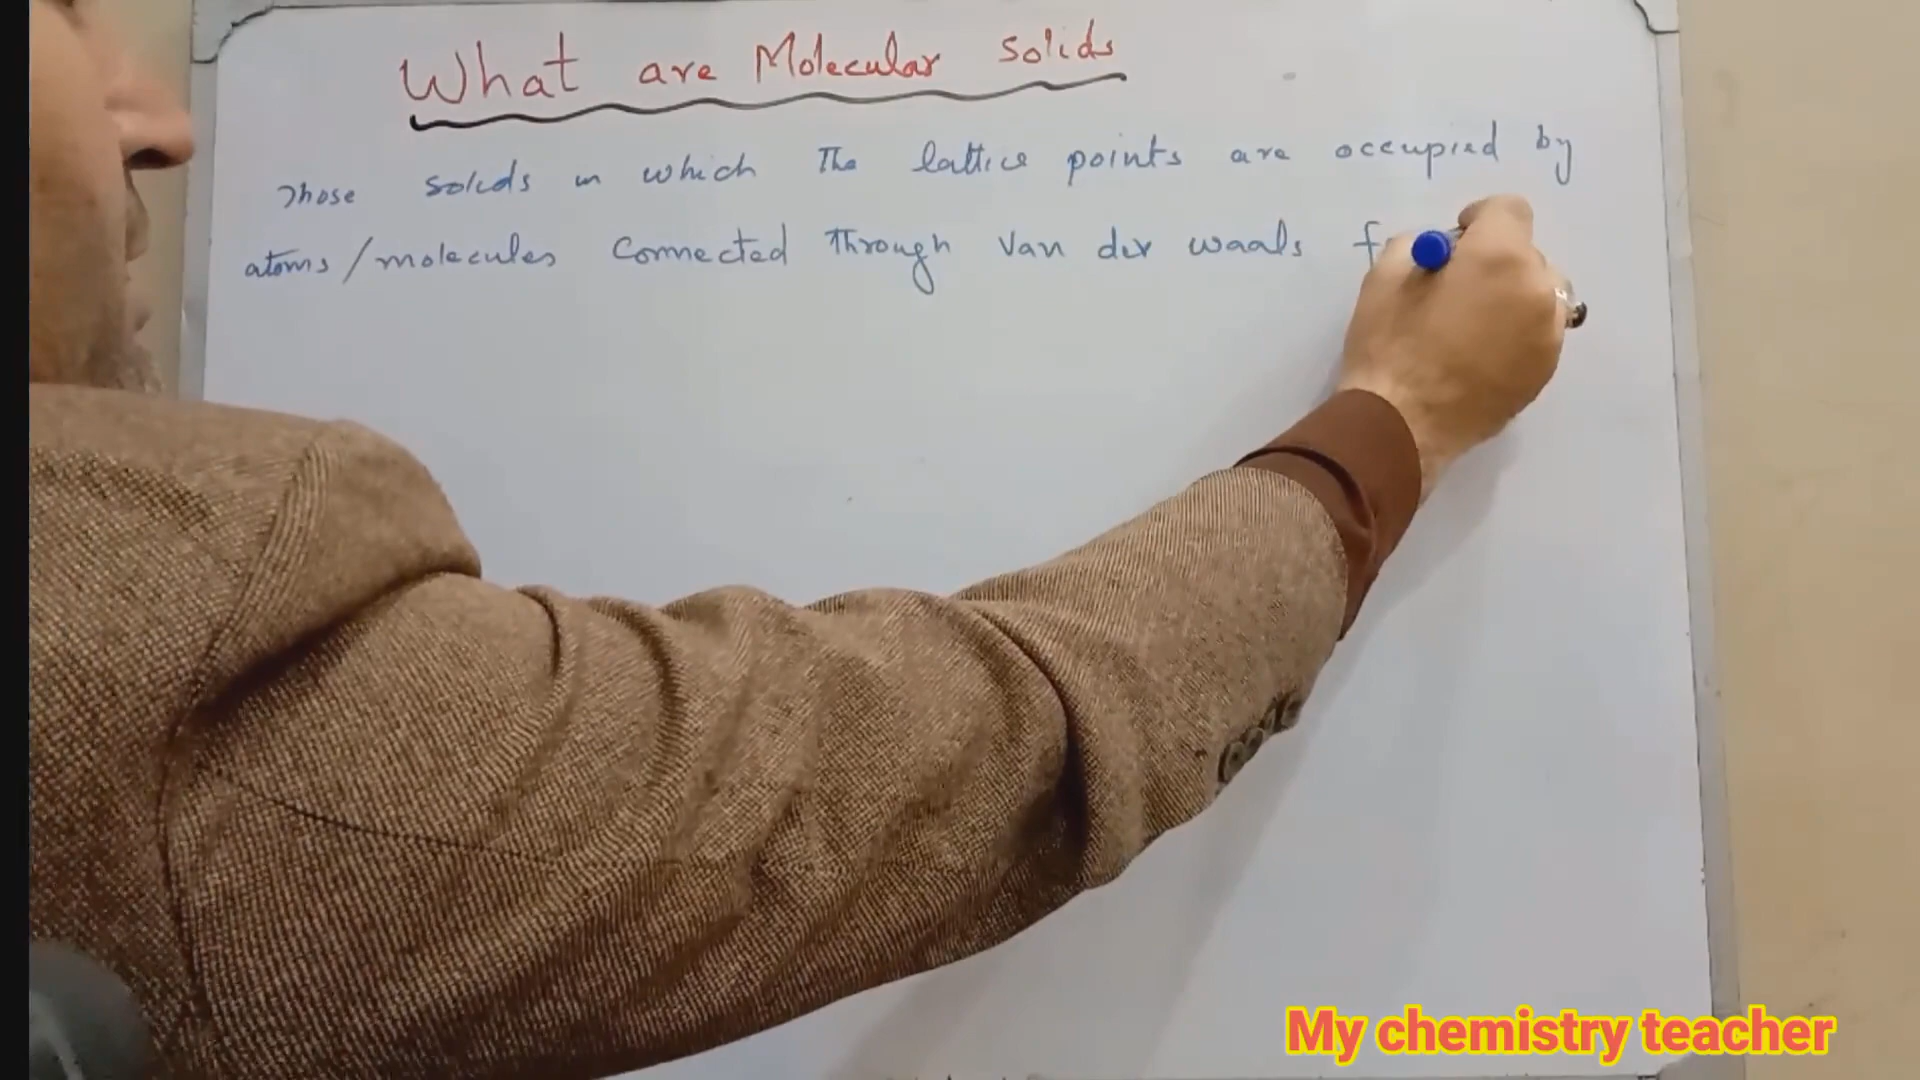 What are Molecular solids
Those solids in which The lattice points are occupied by
atoms/molecules Connected Through Van der waals f
My chemistry teacher